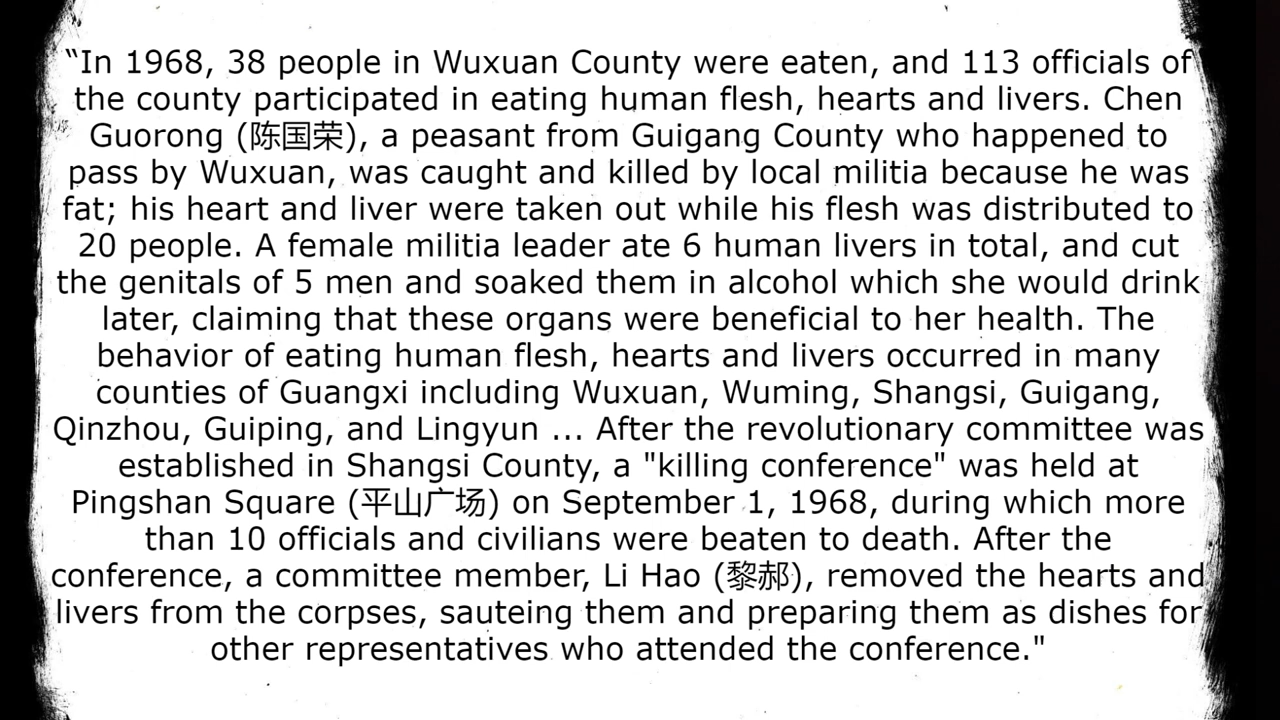 “In 1968, 38 people in Wuxuan County were eaten, and 113 officials of
the county participated in eating human flesh, hearts and livers. Chen
Guorong (陈国荣), a peasant from Guigang County who happened to
pass by Wuxuan, was caught and killed by local militia because he was
fat; his heart and liver were taken out while his flesh was distributed to
20 people. A female militia leader ate 6 human livers in total, and cut
the genitals of 5 men and soaked them in alcohol which she would drink
later, claiming that these organs were beneficial to her health. The
behavior of eating human flesh, hearts and livers occurred in many
counties of Guangxi including Wuxuan, Wuming, Shangsi, Guigang,
Qinzhou, Guiping, and Lingyun ... After the revolutionary committee was
established in Shangsi County, a "killing conference" was held at
Pingshan Square (平山广场) on September 1, 1968, during which more
than 10 officials and civilians were beaten to death. After the
conference, a committee member, Li Hao (黎郝), removed the hearts and
livers from the corpses, sauteing them and preparing them as dishes for
other representatives who attended the conference."